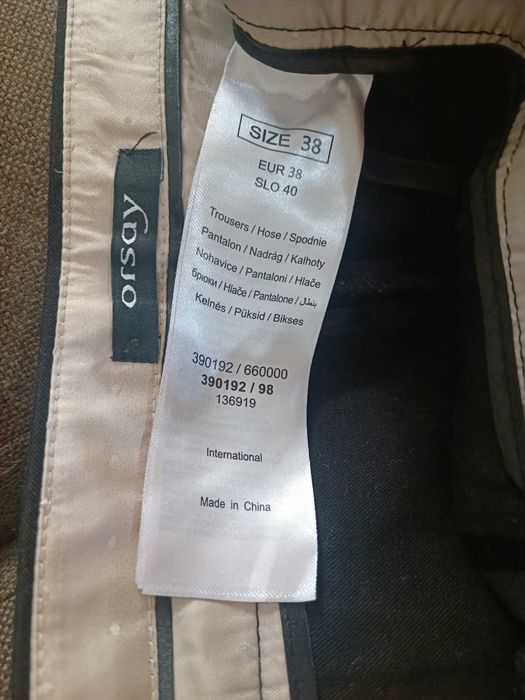 orsay
SIZE 38
EUR 38
SLO 40
Trousers / Hose / Spodnie
Pantalon / Nadrág / Kalhoty
Nohavice / Pantaloni / Hlače
брюки / Hlače / Pantalone / بنطال
Kelnės / Püksid / Bikses
390192 / 660000
390192 / 98
136919
International
Made in China